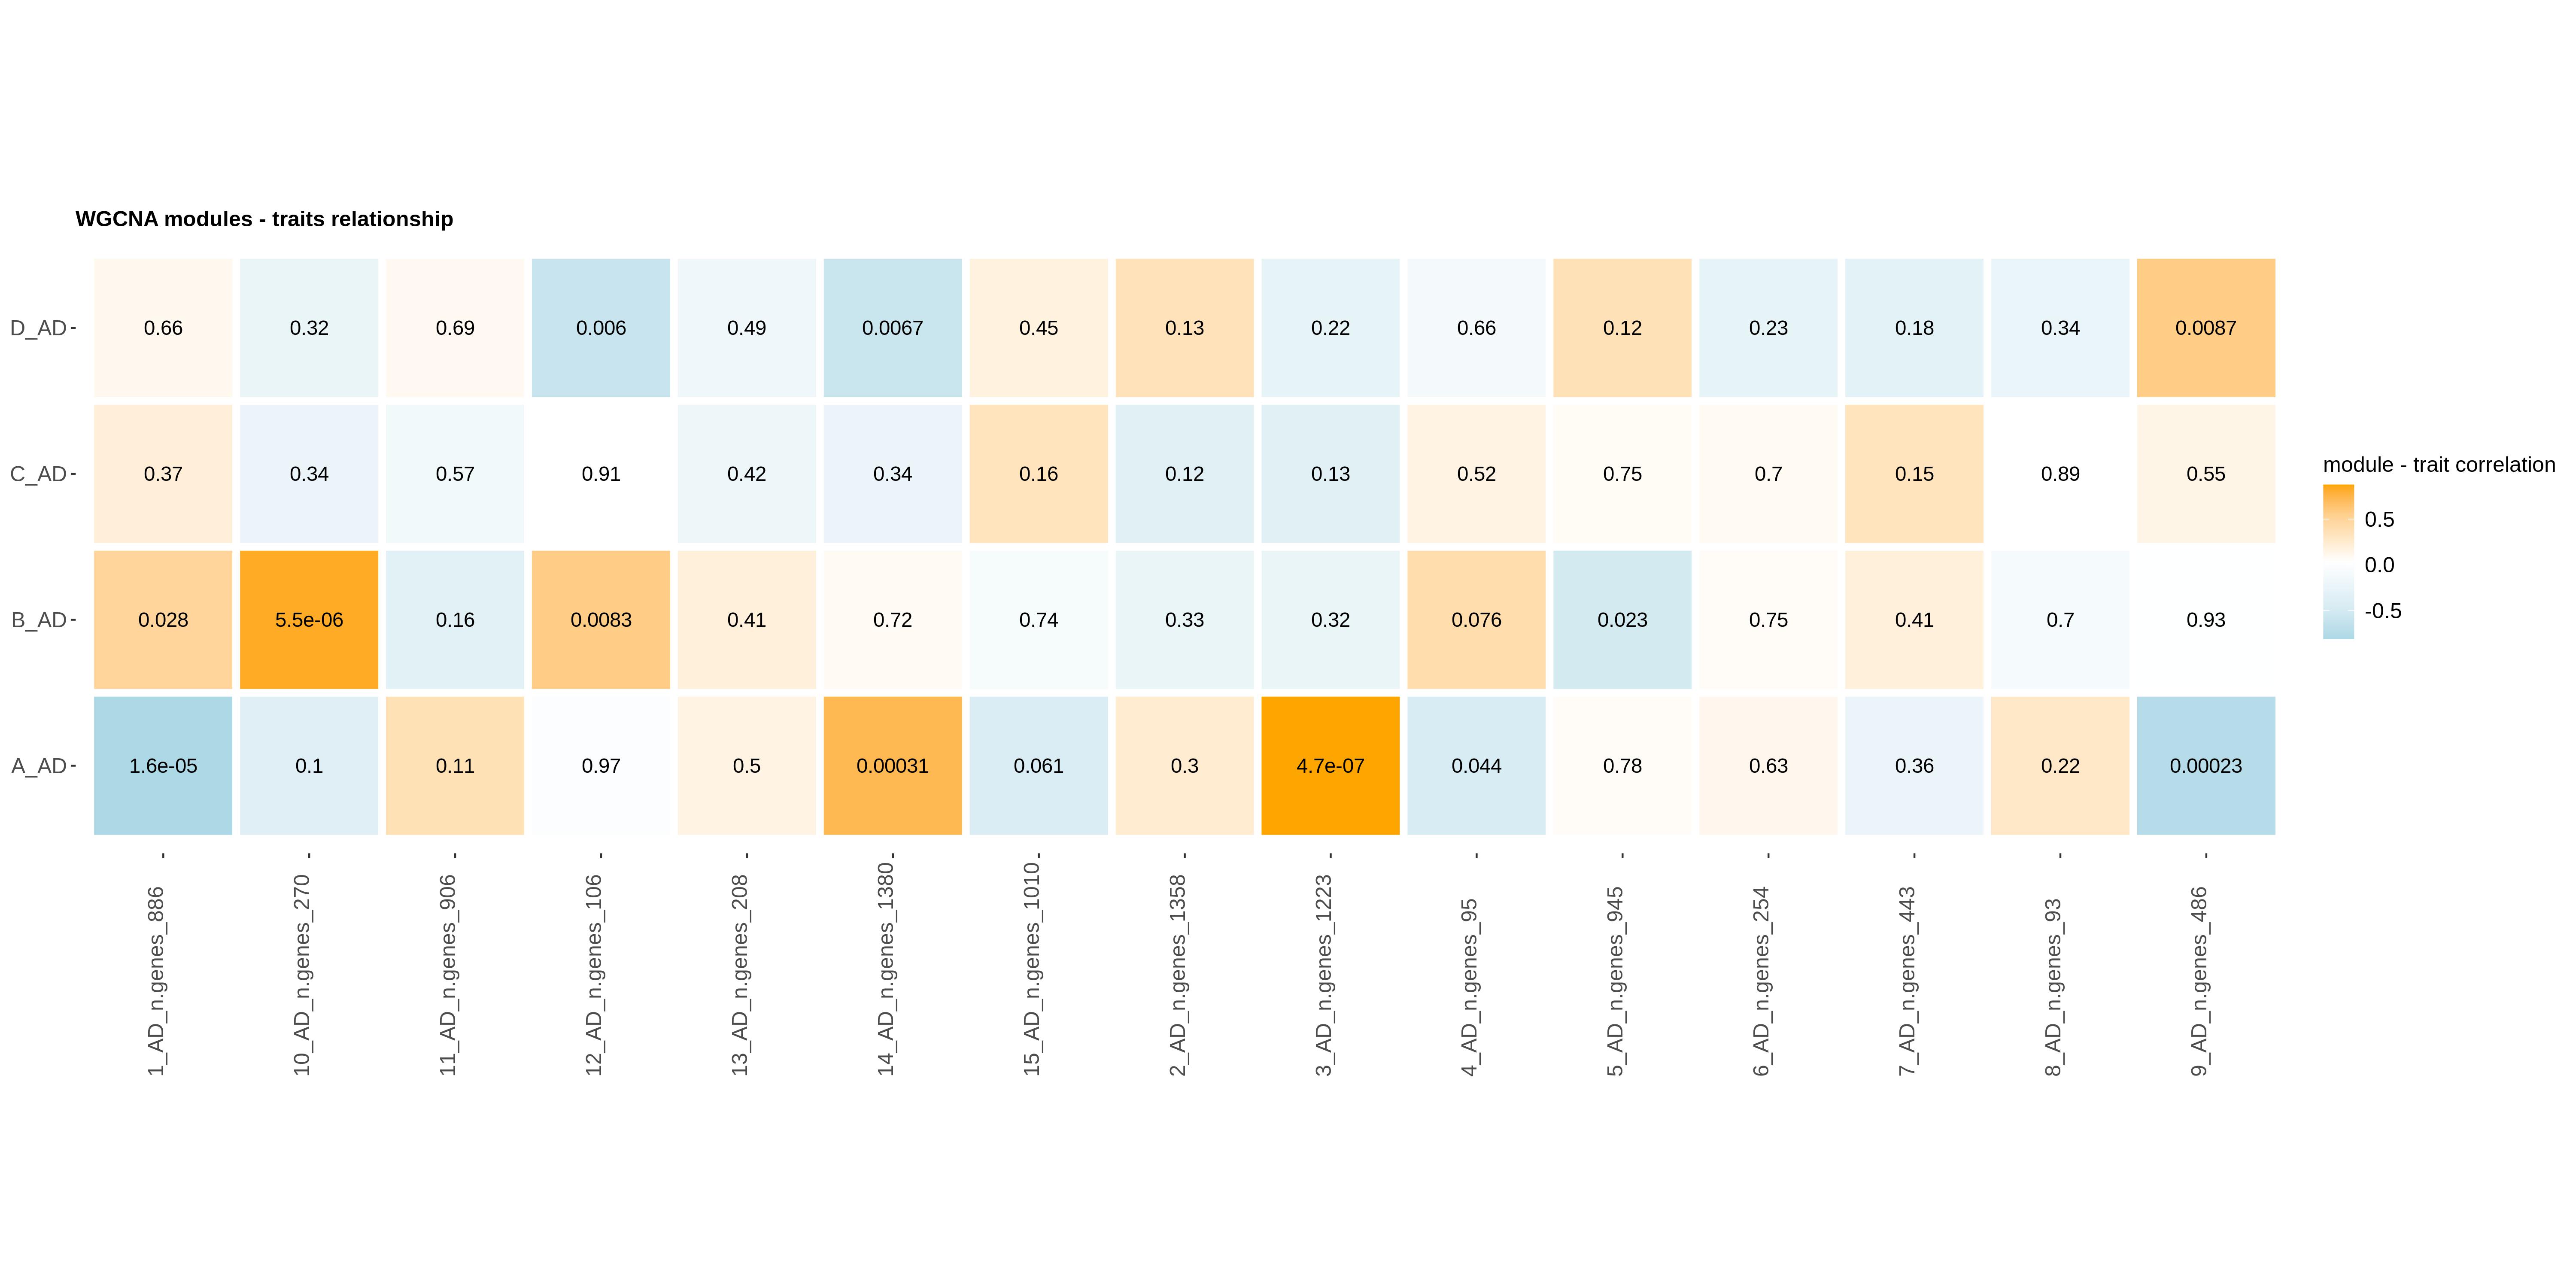 WGCNA modules - traits relationship
D_AD 0.66 0.32 0.69 0.006 0.49 0.0067 0.45 0.13 0.22 0.66 0.12 0.23 0.18 0.34 0.0087
C_AD 0.37 0.34 0.57 0.91 0.42 0.34 0.16 0.12 0.13 0.52 0.75 0.7 0.15 0.89 0.55
B_AD 0.028 5.5e-06 0.16 0.0083 0.41 0.72 0.74 0.33 0.32 0.076 0.023 0.75 0.41 0.7 0.93
A_AD 1.6e-05 0.1 0.11 0.97 0.5 0.00031 0.061 0.3 4.7e-07 0.044 0.78 0.63 0.36 0.22 0.00023
1_AD_n.genes_886
10_AD_n.genes_270
11_AD_n.genes_906
12_AD_n.genes_106
13_AD_n.genes_208
14_AD_n.genes_1380
15_AD_n.genes_1010
2_AD_n.genes_1358
3_AD_n.genes_1223
4_AD_n.genes_95
5_AD_n.genes_945
6_AD_n.genes_254
7_AD_n.genes_443
8_AD_n.genes_93
9_AD_n.genes_486
module - trait correlation
0.5
0.0
-0.5